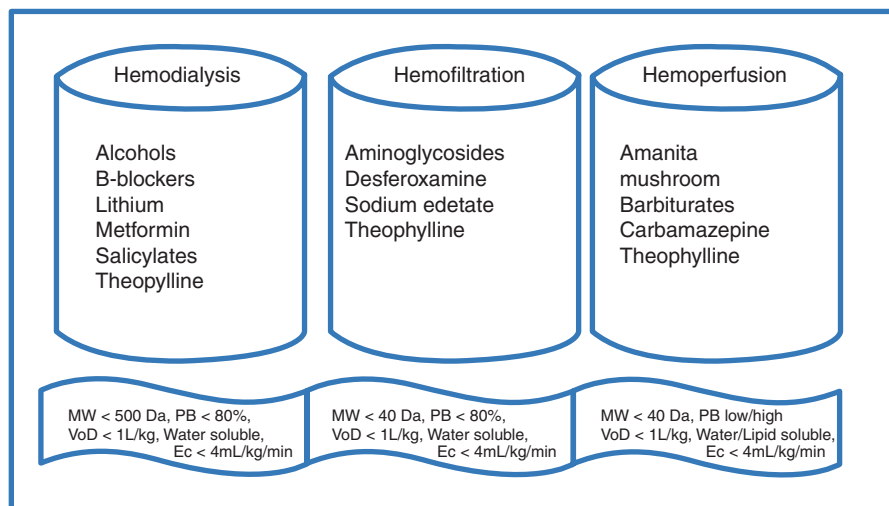 Hemodialysis
Alcohols
B-blockers
Lithium
Metformin
Salicylates
Theopylline
MW < 500 Da, PB < 80%,
VoD < 1L/kg, Water soluble,
Ec < 4mL/kg/min
Hemofiltration
Aminoglycosides
Desferoxamine
Sodium edetate
Theophylline
MW < 40 Da, PB < 80%,
VoD < 1L/kg, Water soluble,
Ec < 4mL/kg/min
Hemoperfusion
Amanita
mushroom
Barbiturates
Carbamazepine
Theophylline
MW < 40 Da, PB low/high
VoD < 1L/kg, Water/Lipid soluble,
Ec < 4mL/kg/min